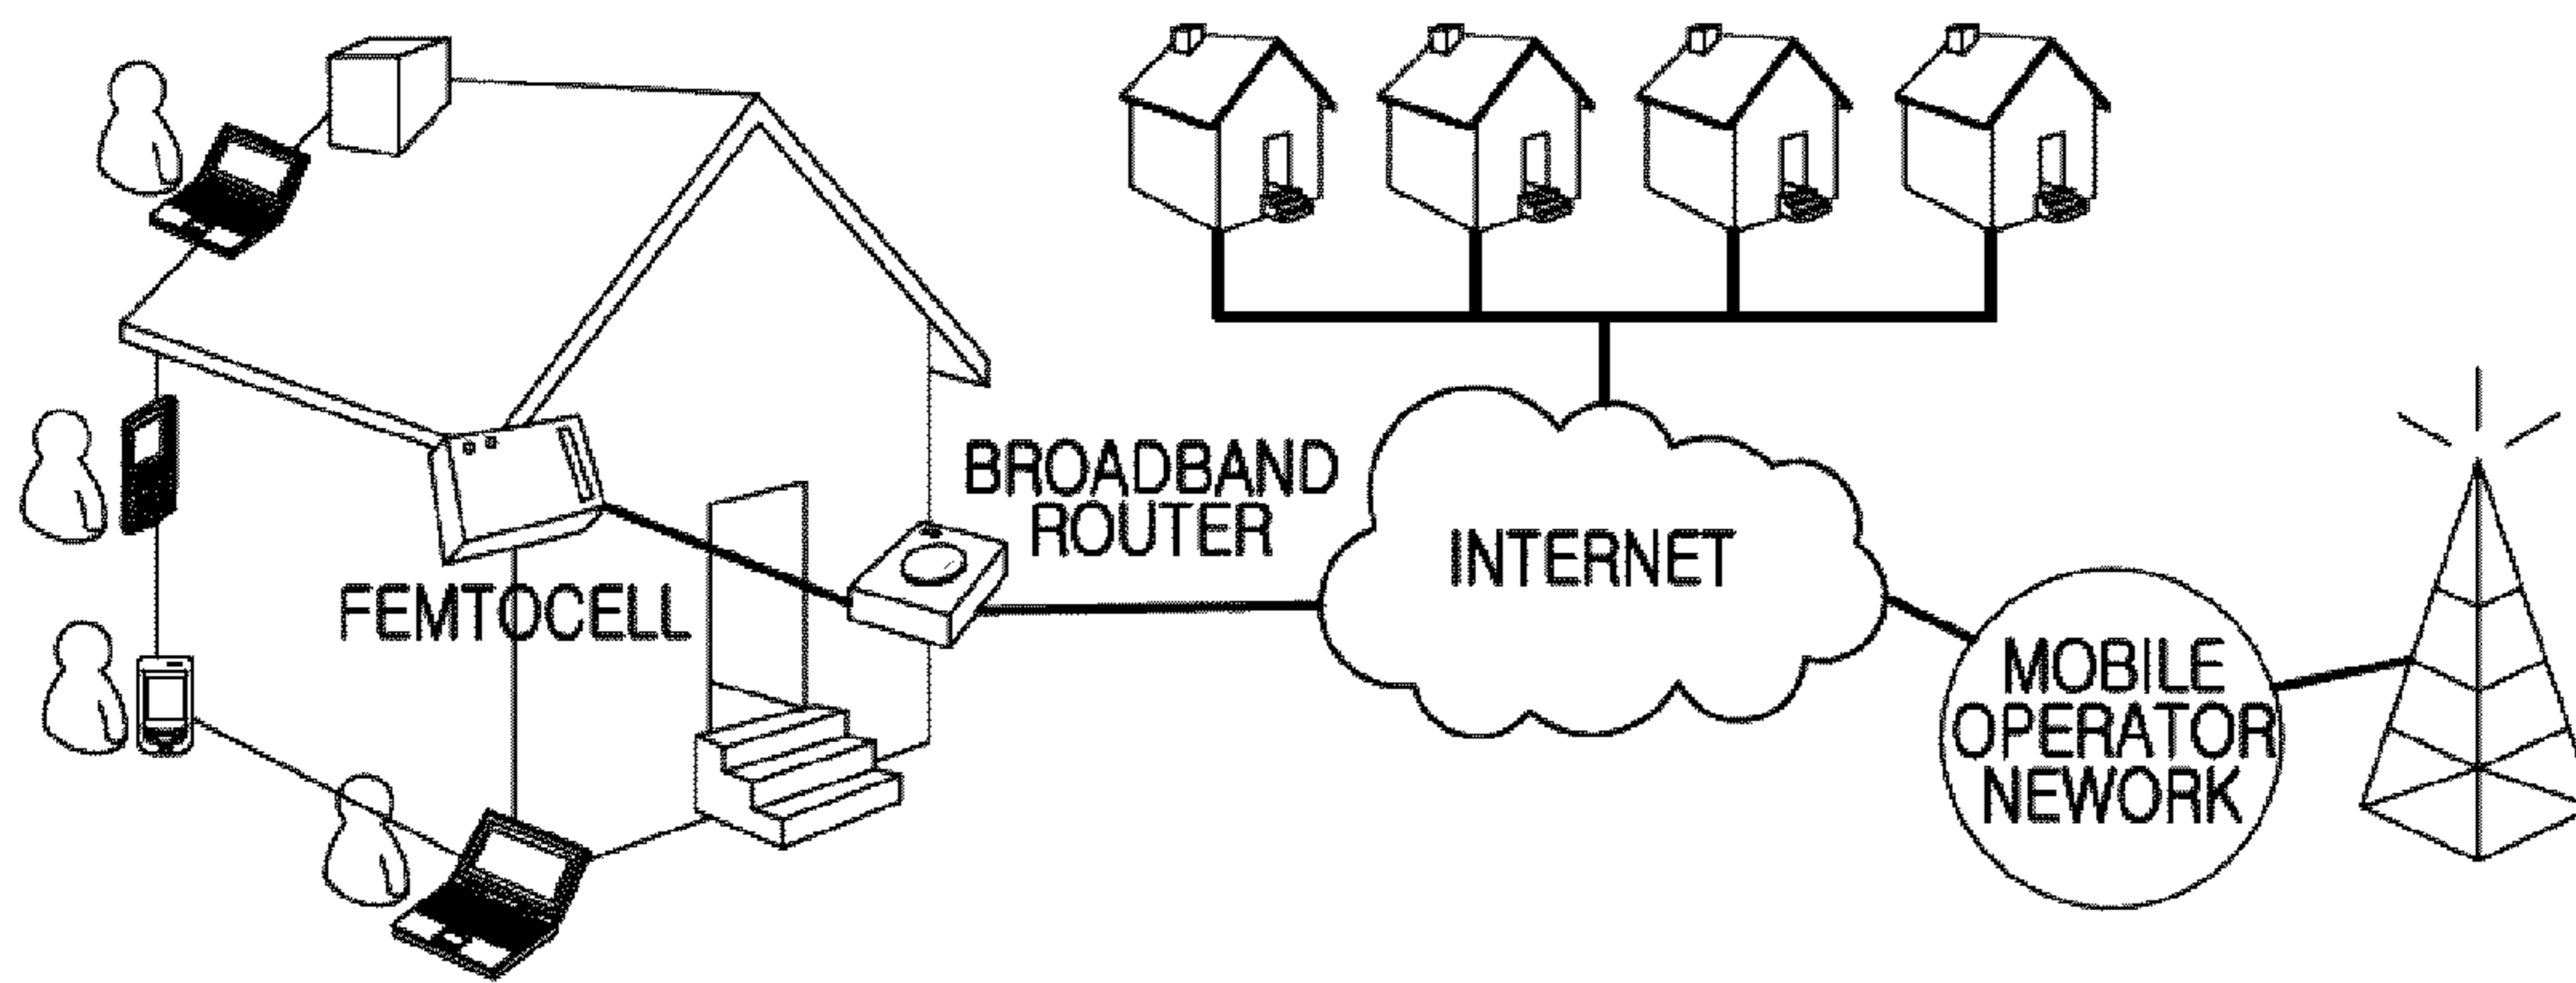 BROADBAND
ROUTER
FEMTOCELL
INTERNET
MOBILE
OPERATOR
NEWORK